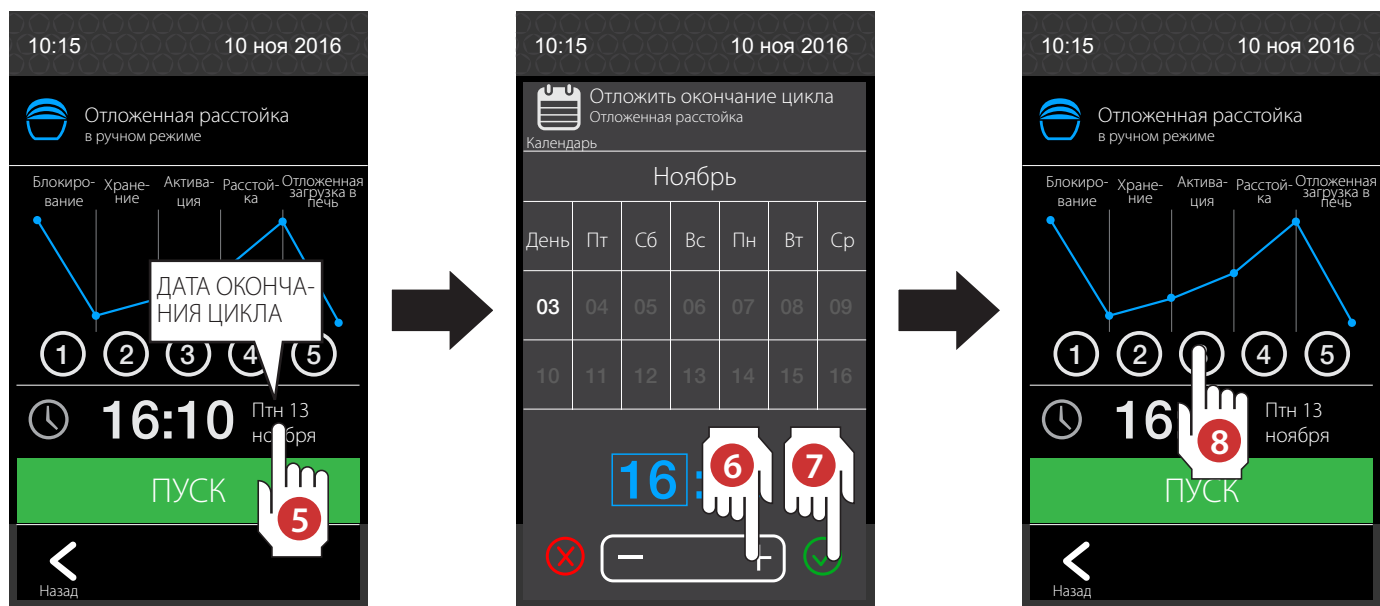 10:15 10 ноя 2016
Отложенная расстойка
в ручном режиме
Блокиро-
вание
Хране-
ние
Актива-
ция
Расстой-
ка
Отложенная
загрузка в
печь
ДАТА ОКОНЧА-
НИЯ ЦИКЛА
1 2 3 4 5
16:10
Птн 13
ноября
ПУСК
5
Назад
10:15 10 ноя 2016
Отложить окончание цикла
Отложенная расстойка
Календарь
Ноябрь
День Пт Сб Вс Пн Вт Ср
03 04 05 06 07 08 09
10 11 12 13 14 15 16
16 :
6 7
− +
10:15 10 ноя 2016
Отложенная расстойка
в ручном режиме
Блокиро-
вание
Хране-
ние
Актива-
ция
Расстой-
ка
Отложенная
загрузка в
печь
1 2 3 4 5
16
Птн 13
ноября
8
ПУСК
Назад